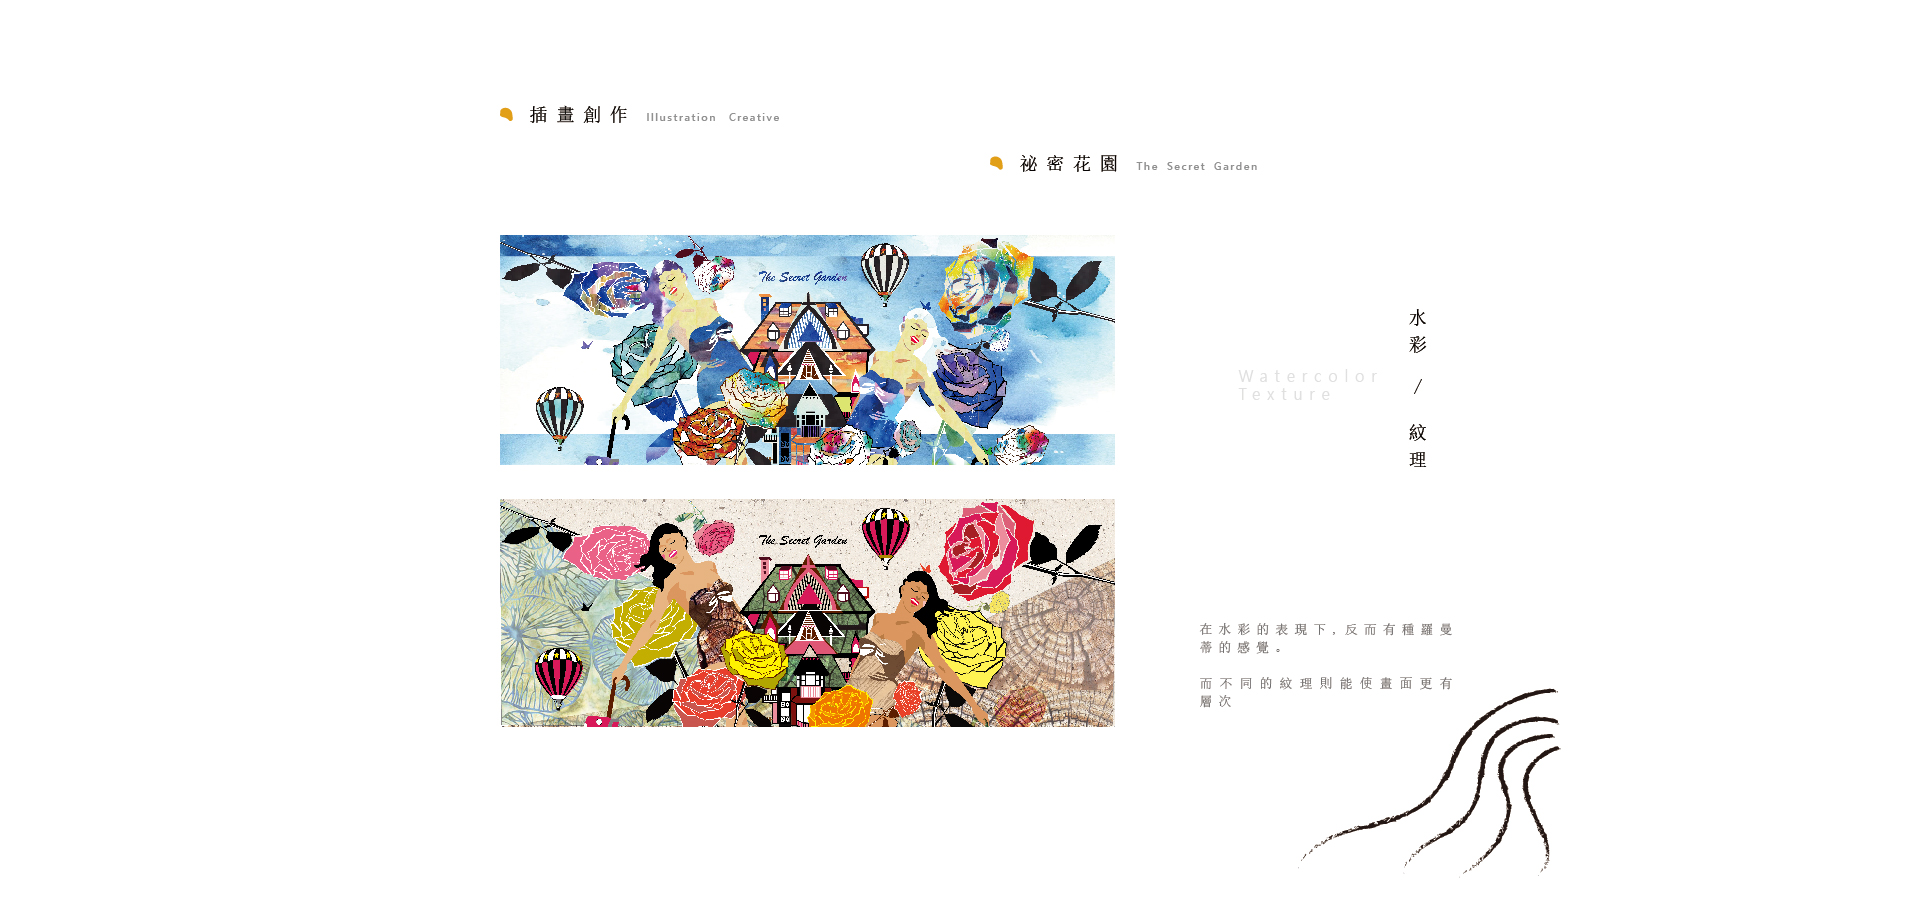 插畫創作 Illustration Creative
祕密花園 The Secret Garden
The Secret Garden
水彩 / 紋理
Watercolor
Texture
The Secret Garden
在水彩的表現下,反而有種羅曼
蒂的感覺。
而不同的紋理則能使畫面更有
層次